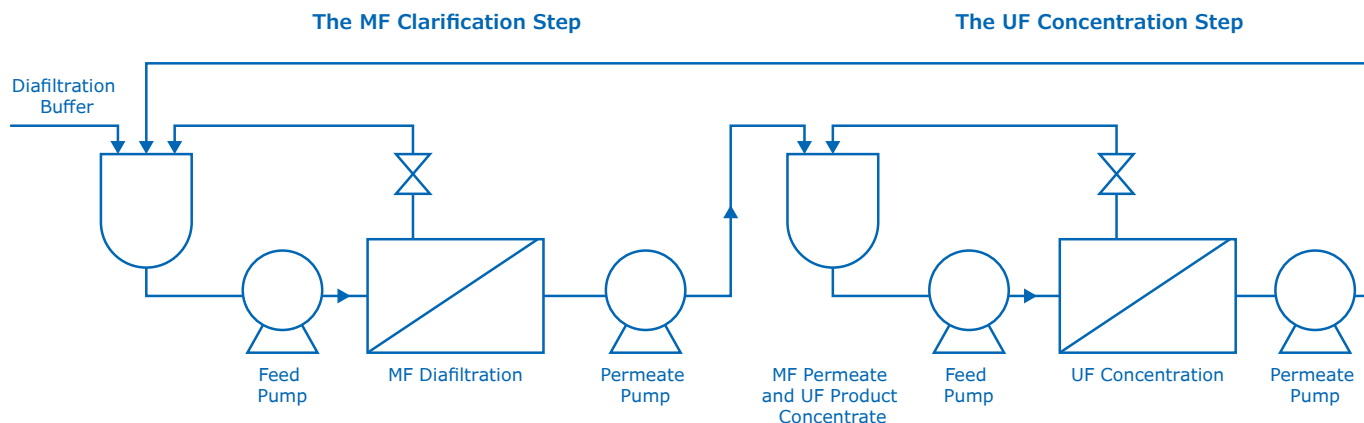 The MF Clarification Step
The UF Concentration Step
Diafiltration
Buffer
Feed
Pump
MF Diafiltration
Permeate
Pump
MF Permeate
and UF Product
Concentrate
Feed
Pump
UF Concentration
Permeate
Pump